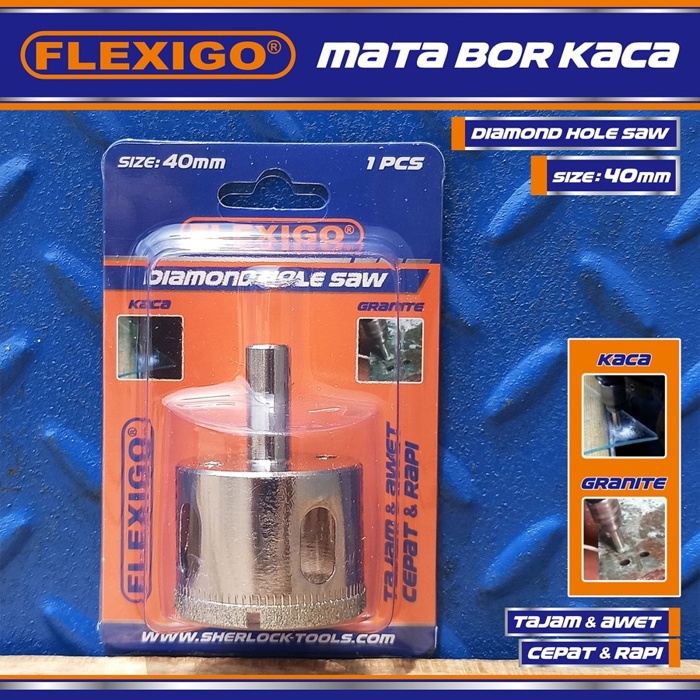 FLEXIGO®
MATA BOR KACA
DIAMOND HOLE SAW
SIZE: 40mm
SIZE: 40mm
1 PCS
FLEXIGO®
DIAMOND HOLE SAW
KACA
GRANITE
FLEXIGO®
TAJAM & AWET
CEPAT & RAPI
WWW.SHERLOCK-TOOLS.COM
KACA
GRANITE
TAJAM & AWET
CEPAT & RAPI